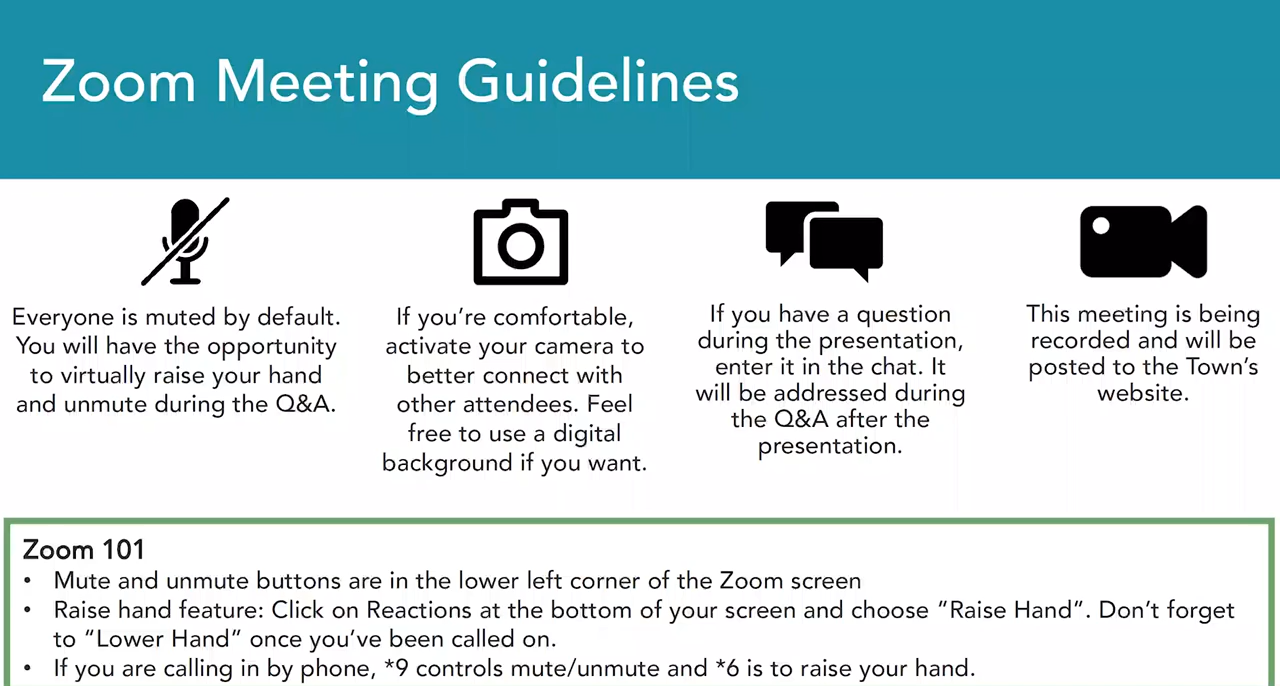 Zoom Meeting Guidelines
Everyone is muted by default.
You will have the opportunity
to virtually raise your hand
and unmute during the Q&A.
If you're comfortable,
activate your camera to
better connect with
other attendees. Feel
free to use a digital
background if you want.
If you have a question
during the presentation,
enter it in the chat. It
will be addressed during
the Q&A after the
presentation.
This meeting is being
recorded and will be
posted to the Town's
website.
Zoom 101
• Mute and unmute buttons are in the lower left corner of the Zoom screen
• Raise hand feature: Click on Reactions at the bottom of your screen and choose “Raise Hand”. Don't forget
to “Lower Hand” once you've been called on.
• If you are calling in by phone, *9 controls mute/unmute and *6 is to raise your hand.